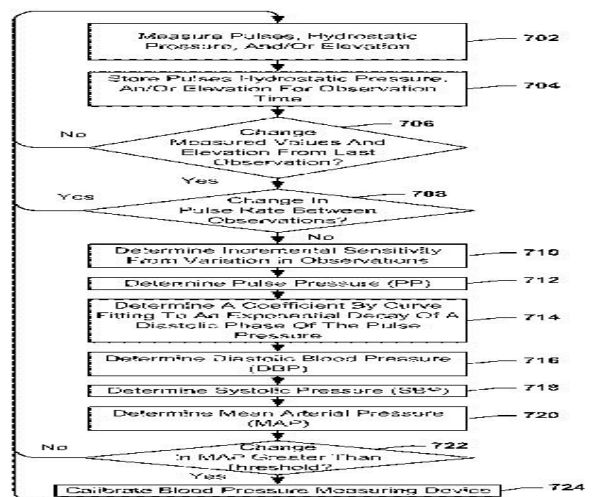 Measure Pulses, Hydrostatic
Pressure, And/Or Elevation
702
Store Pulses Hydrostatic Pressure,
An/Or Elevation For Observation
Time
704
706
No
Change
Measured Values And
Elevation From Last
Observation?
Yes
708
Yes
Change In
Pulse Rate Between
Observations?
No
Determine Incremental Sensitivity
From Variation in Observations
710
Determine Pulse Pressure (PP)
712
Determine A Coefficient By Curve
Fitting To An Exponential Decay Of A
Diastolic Phase Of The Pulse
Pressure
714
Determine Diastolic Blood Pressure
(DBP)
716
Determine Systolic Pressure (SBP)
718
Determine Mean Arterial Pressure
(MAP)
720
722
No
Change
in MAP Greater Than
Threshold?
Yes
Calibrate Blood Pressure Measuring Device
724